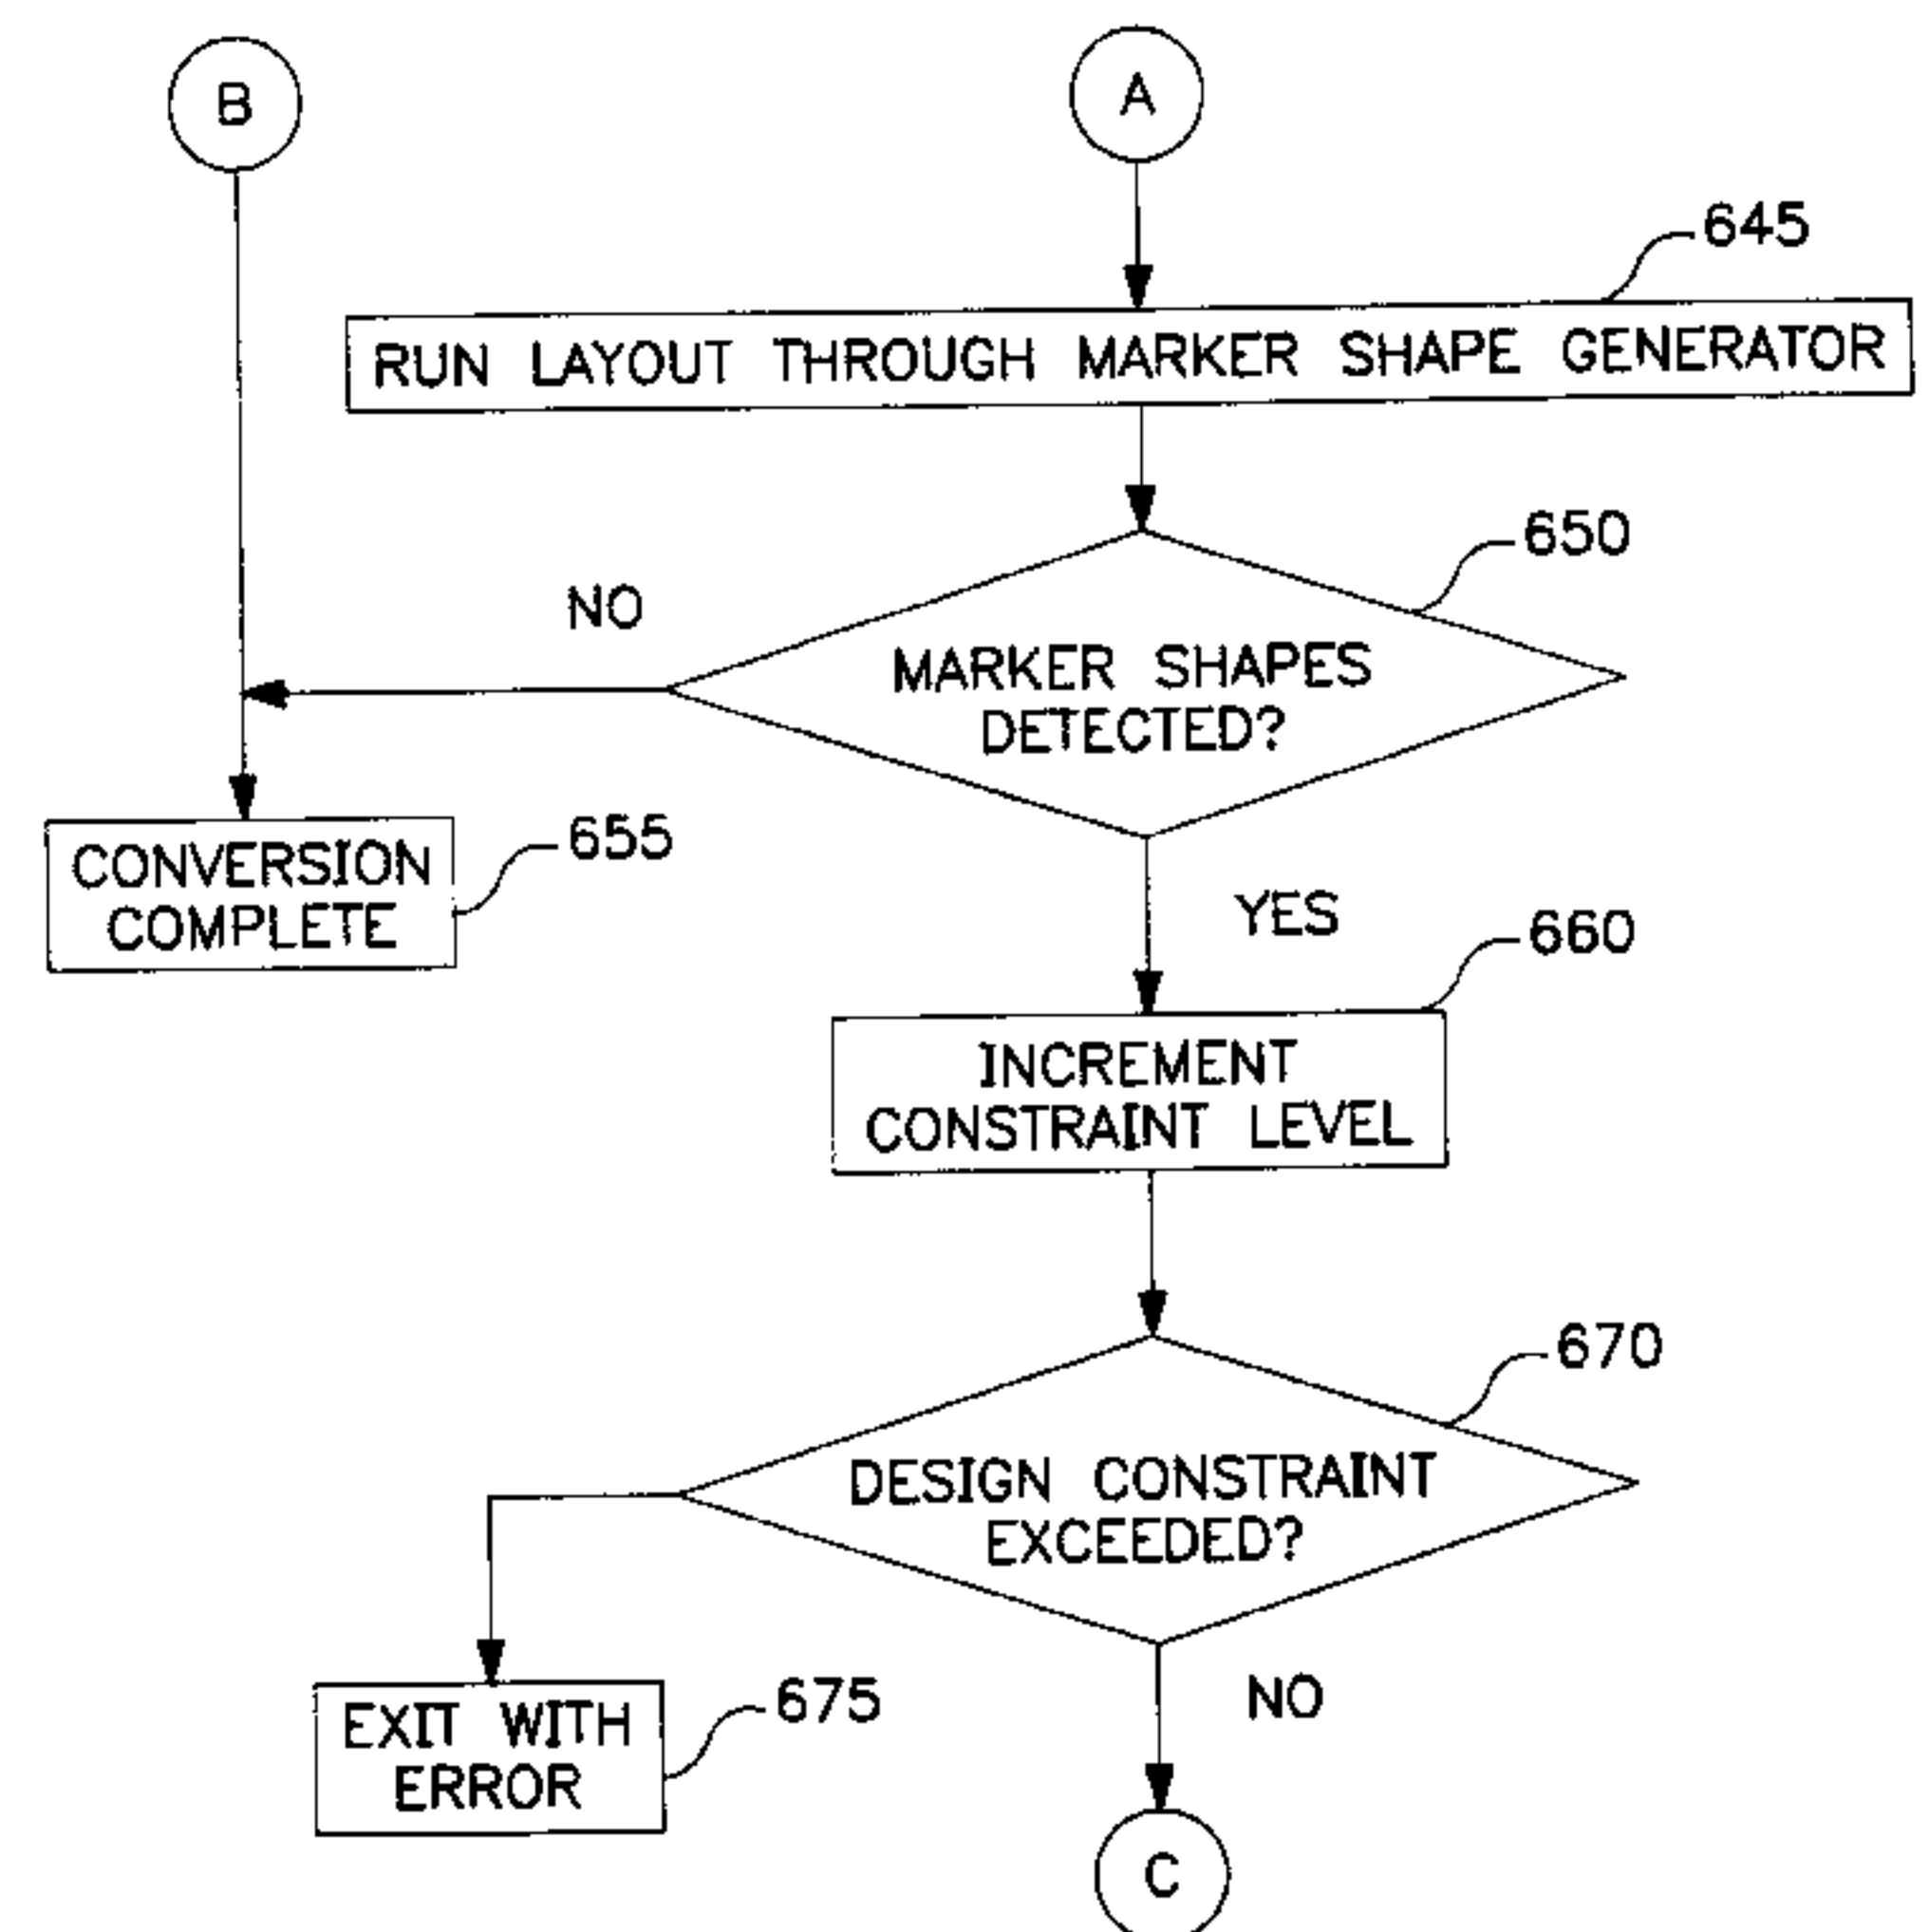 B
A
645
RUN LAYOUT THROUGH MARKER SHAPE GENERATOR
650
NO
MARKER SHAPES
DETECTED?
655
CONVERSION
COMPLETE
YES
660
INCREMENT
CONSTRAINT LEVEL
670
DESIGN CONSTRAINT
EXCEEDED?
675
NO
EXIT WITH
ERROR
C